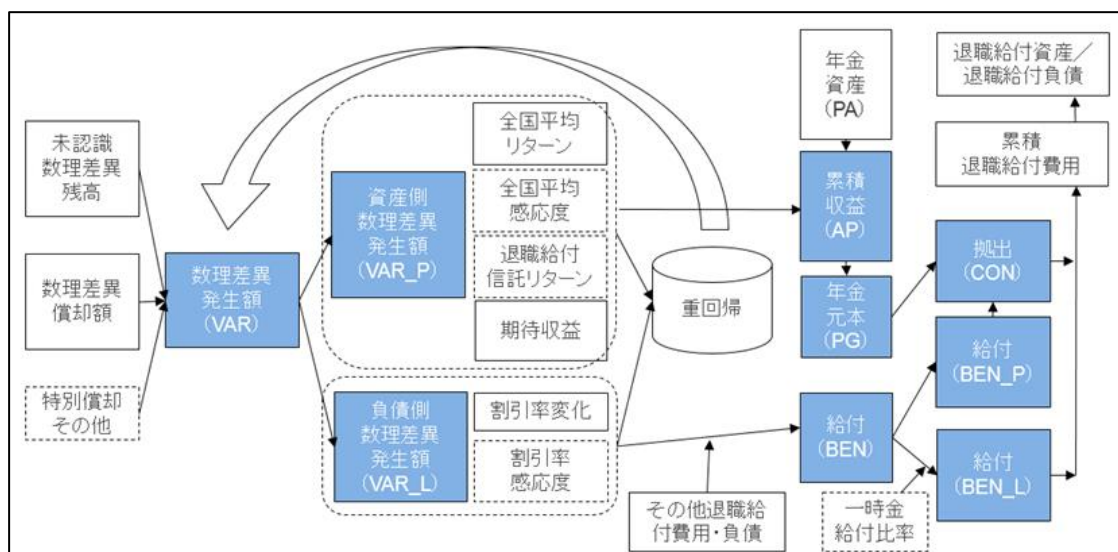 未認識
数理差異
残高
数理差異
償却額
特別償却
その他
数理差異
発生額
(VAR)
資産側
数理差異
発生額
(VAR_P)
全国平均
リターン
全国平均
感応度
退職給付
信託リターン
期待収益
負債側
数理差異
発生額
(VAR_L)
割引率変化
割引率
感応度
重回帰
その他退職給
付費用・負債
年金
資産
(PA)
累積
収益
(AP)
年金
元本
(PG)
給付
(BEN)
一時金
給付比率
退職給付資産／
退職給付負債
累積
退職給付費用
拠出
(CON)
給付
(BEN_P)
給付
(BEN_L)